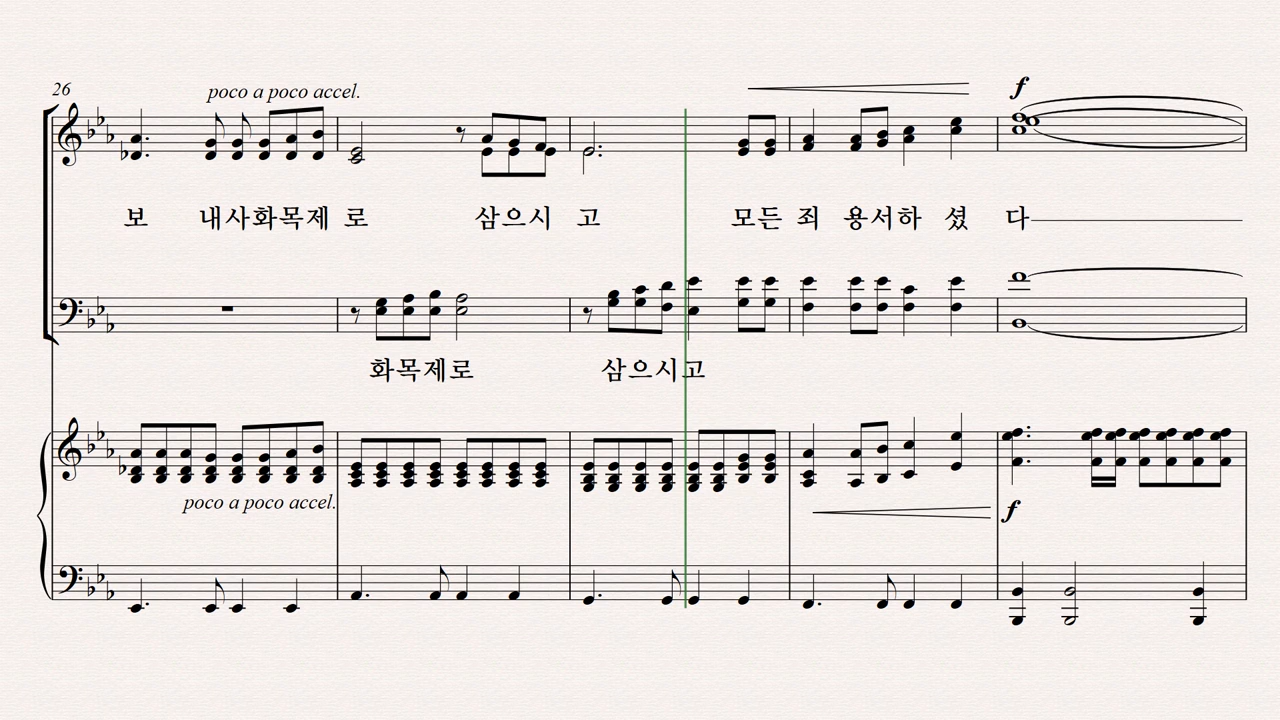 26
poco a poco accel.
f
보 내사화목제 로 삼으시 고 모든 죄 용서하 셨 다
화목제로 삼으시고
poco a poco accel.
f